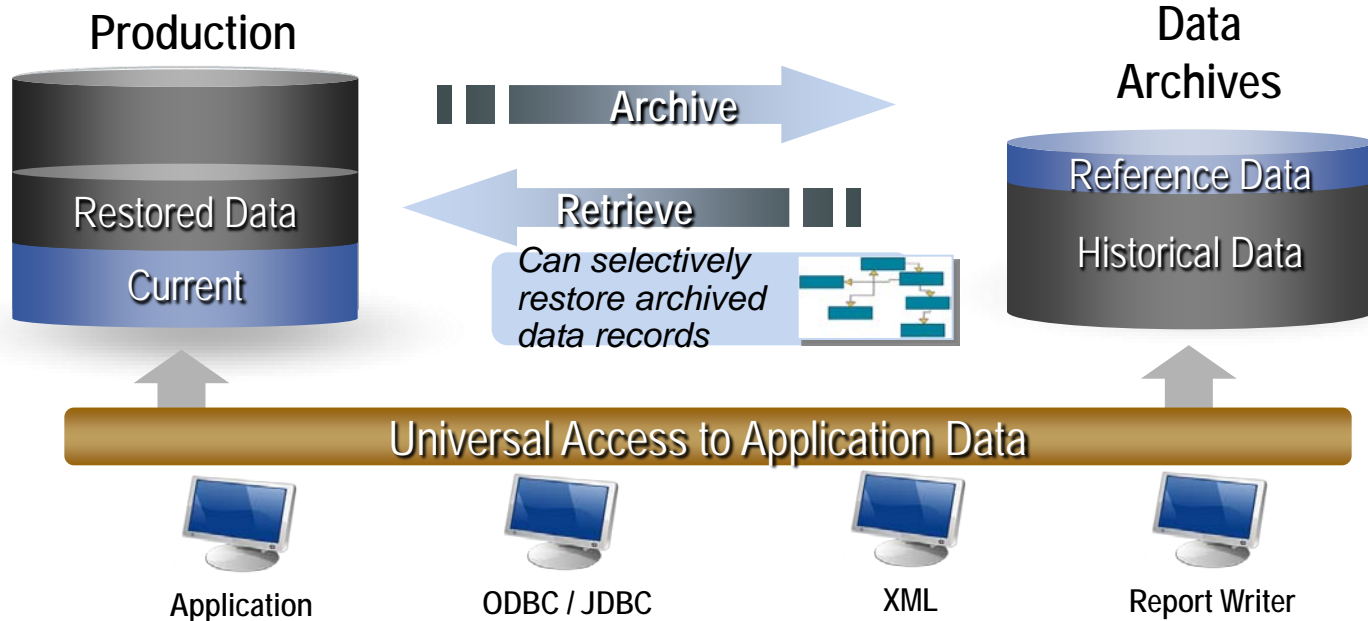 Production
Data
Archives
Archive
Reference Data
Restored Data
Retrieve
Historical Data
Current
Can selectively
restore archived
data records
Universal Access to Application Data
Application
ODBC / JDBC
XML
Report Writer